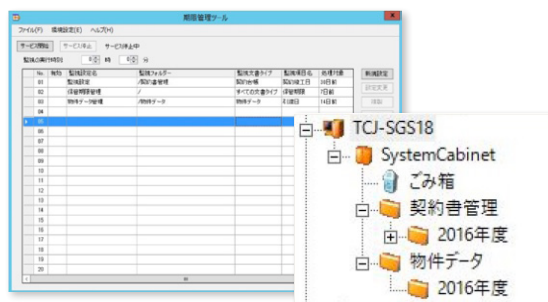 期限管理ツール
ファイル(F) 環境設定(E) ヘルプ(H)
サービス開始 サービス停止 サービス停止中
監視の実行時刻 0 時 0 分
No. 有効 監視設定名 監視フォルダー 監視文書タイプ 監視項目名 処理対象 新規設定
01 監視設定 /契約書管理 契約台帳 契約竣工日 30日前 設定変更
02 保管期限管理 / すべての文書タイプ 保管期限 7日前 削除
03 物件データ管理 /物件データ 物件データ 14日前
04
05
06
07
08
09
10
11
12
13
14
15
16
17
18
19
20
TCJ-SGS18
SystemCabinet
ごみ箱
契約書管理
2016年度
物件データ
2016年度